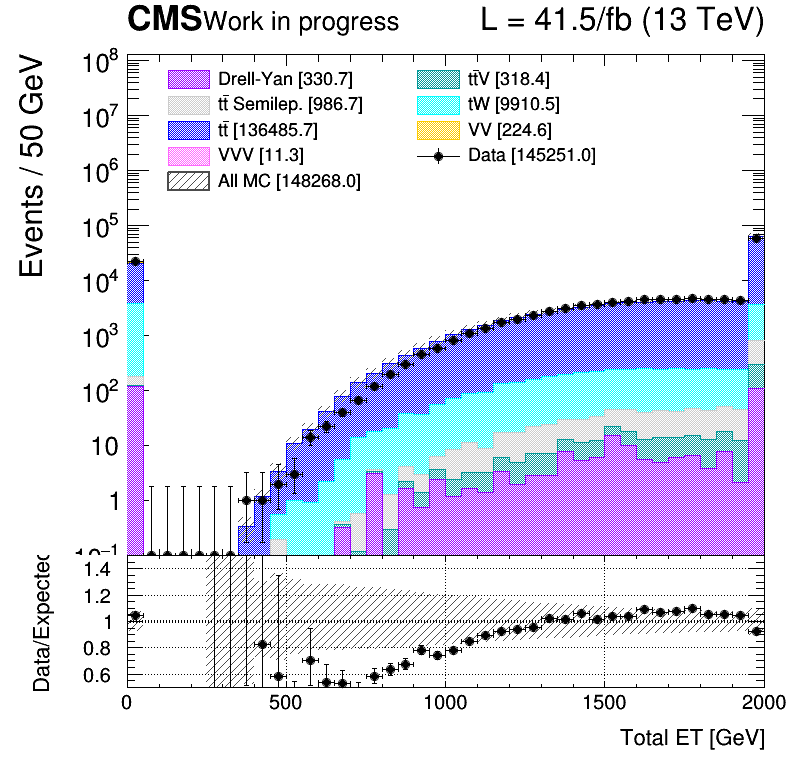 CMS Work in progress L = 41.5/fb (13 TeV)
Events / 50 GeV
10⁸
10⁷
10⁶
10⁵
10⁴
10³
10²
10
1
10⁻¹
Drell-Yan [330.7]
tt̄ Semilep. [986.7]
tt̄ [136485.7]
VVV [11.3]
All MC [148268.0]
tt̄V [318.4]
tW [9910.5]
VV [224.6]
Data [145251.0]
Data/Expected
1.4
1.2
1
0.8
0.6
0 500 1000 1500 2000
Total ET [GeV]